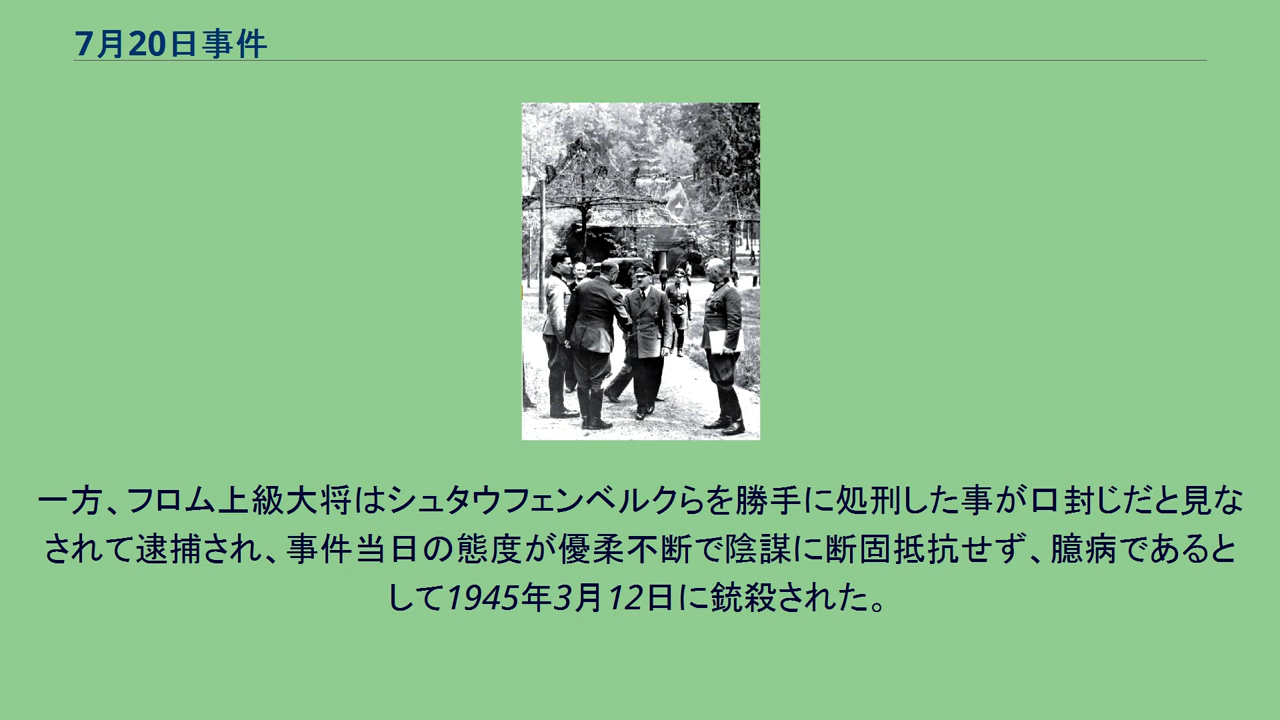 7月20日事件
一方、フロム上級大将はシュタウフェンベルクらを勝手に処刑した事が口封じだと見な
されて逮捕され、事件当日の態度が優柔不断で陰謀に断固抵抗せず、臆病であると
して1945年3月12日に銃殺された。